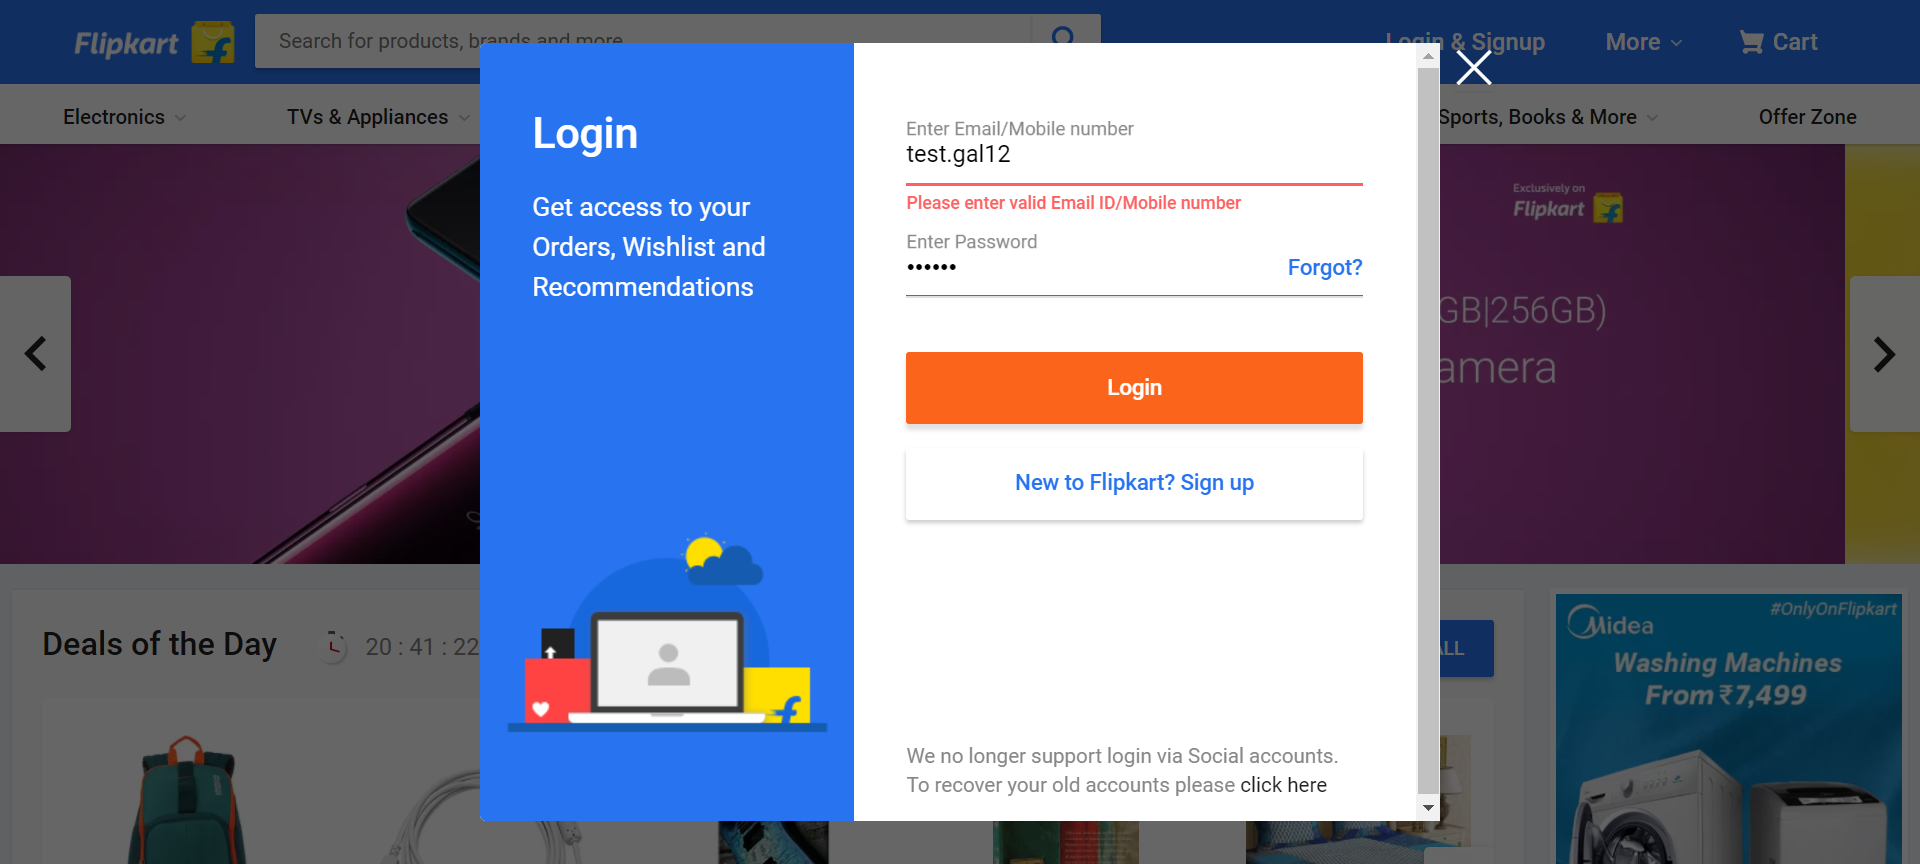 Flipkart
Search for products, brands and more
Login & Signup
More
Cart
Electronics
TVs & Appliances
Sports, Books & More
Offer Zone
Login
Get access to your
Orders, Wishlist and
Recommendations
Enter Email/Mobile number
test.gal12
Please enter valid Email ID/Mobile number
Enter Password
••••••
Forgot?
Login
New to Flipkart? Sign up
We no longer support login via Social accounts.
To recover your old accounts please click here
Exclusively on
Flipkart
GB|256GB)
amera
Deals of the Day
20 : 41 : 22
ALL
#OnlyOnFlipkart
Midea
Washing Machines
From ₹7,499